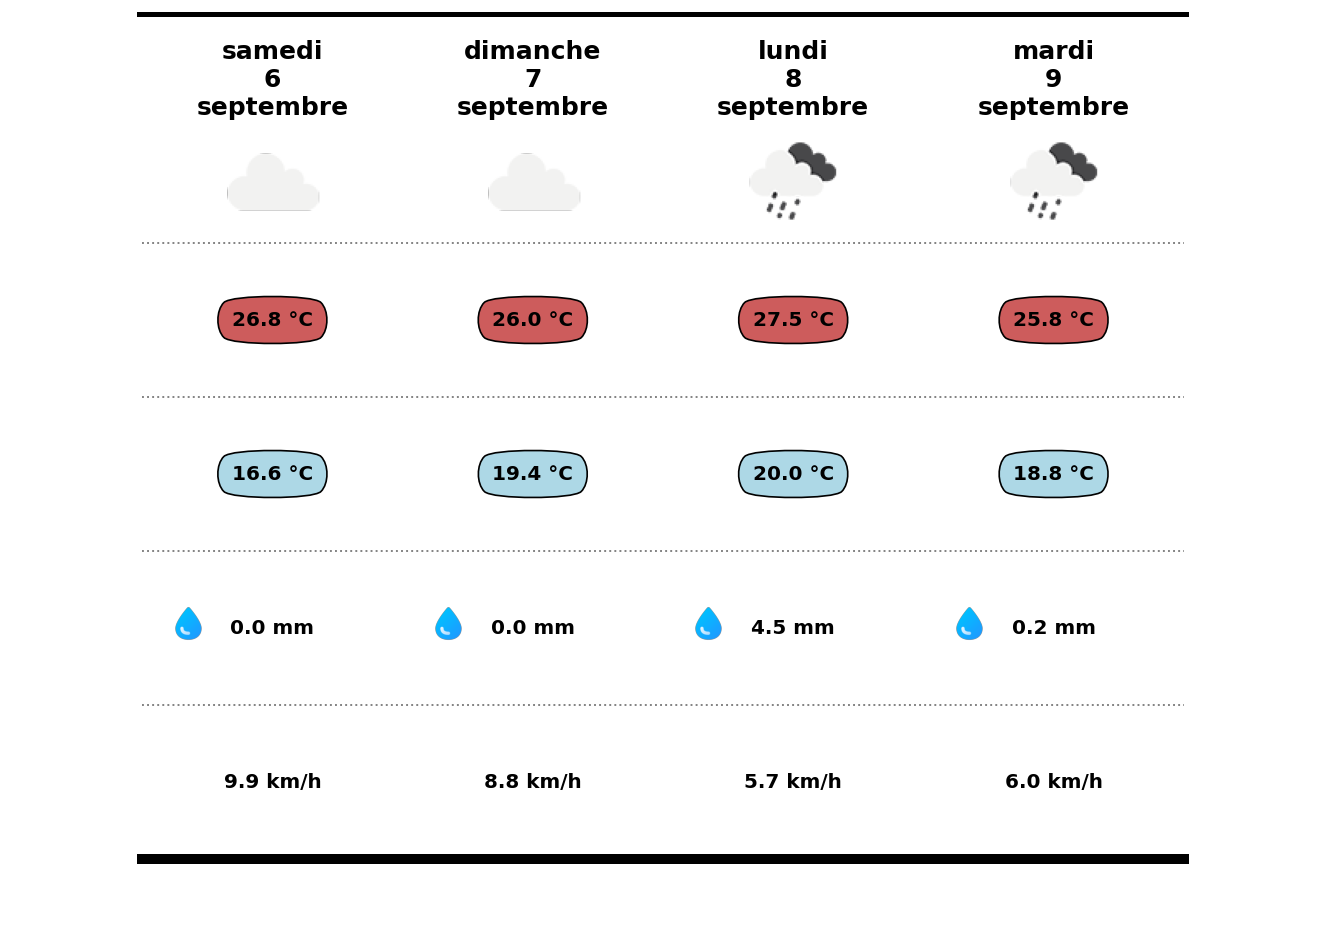 samedi
6
septembre
dimanche
7
septembre
lundi
8
septembre
mardi
9
septembre
26.8 °C
26.0 °C
27.5 °C
25.8 °C
16.6 °C
19.4 °C
20.0 °C
18.8 °C
0.0 mm
0.0 mm
4.5 mm
0.2 mm
9.9 km/h
8.8 km/h
5.7 km/h
6.0 km/h